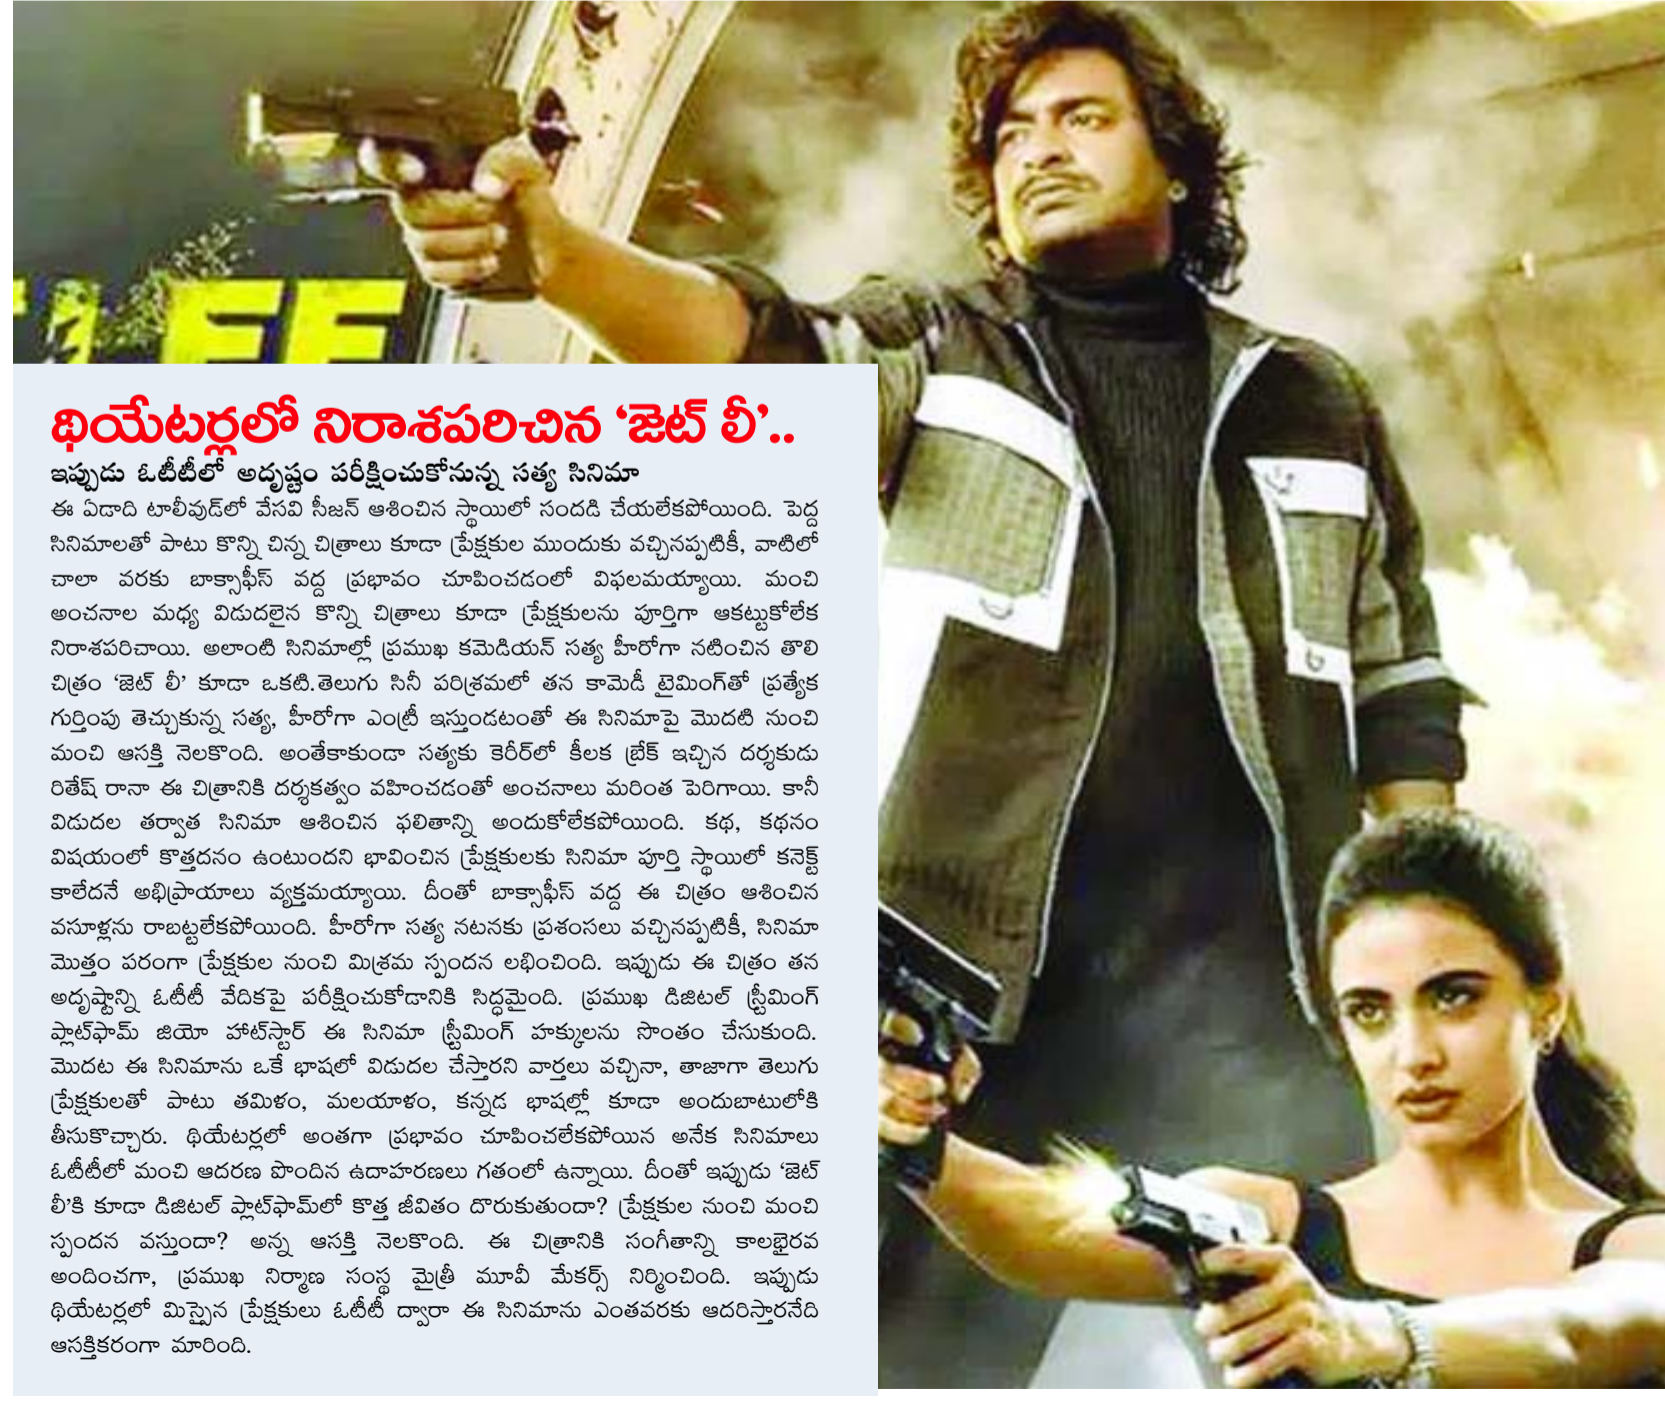 థియేటర్లలో నిరాశపరిచిన ‘జెట్ లీ’..
ఇప్పుడు ఓటీటీలో అదృష్టం పరీక్షించుకోనున్న సత్య సినిమా
ఈ ఏడాది టాలీవుడ్‌లో వేసవి సీజన్ ఆశించిన స్థాయిలో సందడి చేయలేకపోయింది. పెద్ద
సినిమాలతో పాటు కొన్ని చిన్న చిత్రాలు కూడా ప్రేక్షకుల ముందుకు వచ్చినప్పటికీ, వాటిలో
చాలా వరకు బాక్సాఫీస్ వద్ద ప్రభావం చూపించడంలో విఫలమయ్యాయి. మంచి
అంచనాల మధ్య విడుదలైన కొన్ని చిత్రాలు కూడా ప్రేక్షకులను పూర్తిగా ఆకట్టుకోలేక
నిరాశపరిచాయి. అలాంటి సినిమాల్లో ప్రముఖ కమెడియన్ సత్య హీరోగా నటించిన తొలి
చిత్రం ‘జెట్ లీ’ కూడా ఒకటి.తెలుగు సినీ పరిశ్రమలో తన కామెడీ టైమింగ్‌తో ప్రత్యేక
గుర్తింపు తెచ్చుకున్న సత్య, హీరోగా ఎంట్రీ ఇస్తుండటంతో ఈ సినిమాపై మొదటి నుంచి
మంచి ఆసక్తి నెలకొంది. అంతేకాకుండా సత్యకు కెరీర్‌లో కీలక బ్రేక్ ఇచ్చిన దర్శకుడు
రితేష్ రానా ఈ చిత్రానికి దర్శకత్వం వహించడంతో అంచనాలు మరింత పెరిగాయి. కానీ
విడుదల తర్వాత సినిమా ఆశించిన ఫలితాన్ని అందుకోలేకపోయింది. కథ, కథనం
విషయంలో కొత్తదనం ఉంటుందని భావించిన ప్రేక్షకులకు సినిమా పూర్తి స్థాయిలో కనెక్ట్
కాలేదనే అభిప్రాయాలు వ్యక్తమయ్యాయి. దీంతో బాక్సాఫీస్ వద్ద ఈ చిత్రం ఆశించిన
వసూళ్లను రాబట్టలేకపోయింది. హీరోగా సత్య నటనకు ప్రశంసలు వచ్చినప్పటికీ, సినిమా
మొత్తం పరంగా ప్రేక్షకుల నుంచి మిశ్రమ స్పందన లభించింది. ఇప్పుడు ఈ చిత్రం తన
అదృష్టాన్ని ఓటీటీ వేదికపై పరీక్షించుకోడానికి సిద్ధమైంది. ప్రముఖ డిజిటల్ స్ట్రీమింగ్
ప్లాట్‌ఫామ్ జియో హాట్‌స్టార్ ఈ సినిమా స్ట్రీమింగ్ హక్కులను సొంతం చేసుకుంది.
మొదట ఈ సినిమాను ఒకే భాషలో విడుదల చేస్తారని వార్తలు వచ్చినా, తాజాగా తెలుగు
ప్రేక్షకులతో పాటు తమిళం, మలయాళం, కన్నడ భాషల్లో కూడా అందుబాటులోకి
తీసుకొచ్చారు. థియేటర్లలో అంతగా ప్రభావం చూపించలేకపోయిన అనేక సినిమాలు
ఓటీటీలో మంచి ఆదరణ పొందిన ఉదాహరణలు గతంలో ఉన్నాయి. దీంతో ఇప్పుడు ‘జెట్
లీ’కి కూడా డిజిటల్ ప్లాట్‌ఫామ్‌లో కొత్త జీవితం దొరుకుతుందా? ప్రేక్షకుల నుంచి మంచి
స్పందన వస్తుందా? అన్న ఆసక్తి నెలకొంది. ఈ చిత్రానికి సంగీతాన్ని కాలభైరవ
అందించగా, ప్రముఖ నిర్మాణ సంస్థ మైత్రీ మూవీ మేకర్స్ నిర్మించింది. ఇప్పుడు
థియేటర్లలో మిస్సైన ప్రేక్షకులు ఓటీటీ ద్వారా ఈ సినిమాను ఎంతవరకు ఆదరిస్తారనేది
ఆసక్తికరంగా మారింది.